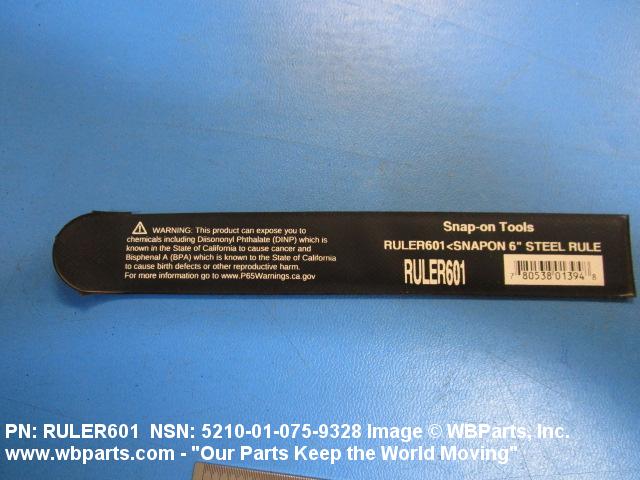 WARNING: This product can expose you to
chemicals including Diisononyl Phthalate (DINP) which is
known in the State of California to cause cancer and
Bisphenal A (BPA) which is known to the State of California
to cause birth defects or other reproductive harm.
For more information go to www.P65Warnings.ca.gov
Snap-on Tools
RULER601<SNAPON 6" STEEL RULE
RULER601
7 80538 01394 8
PN: RULER601 NSN: 5210-01-075-9328 Image © WBParts, Inc.
www.wbparts.com - "Our Parts Keep the World Moving"